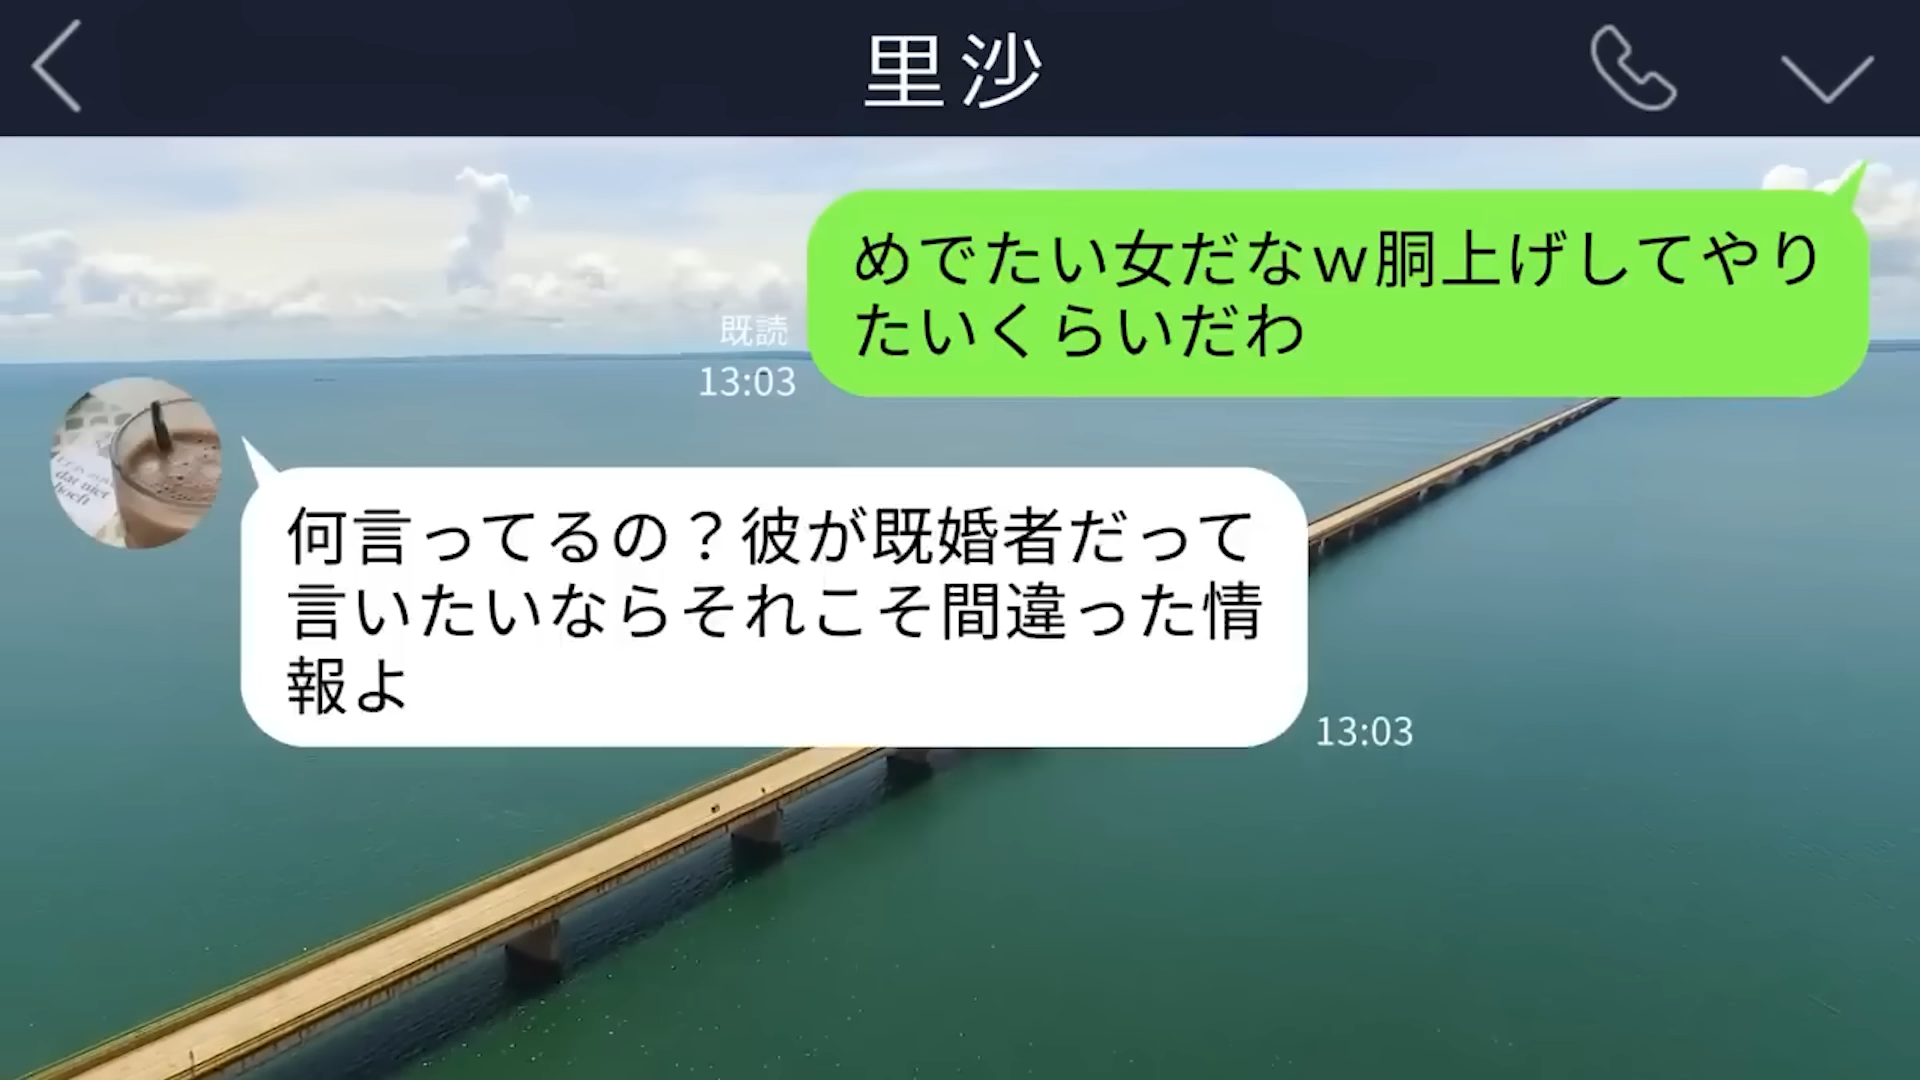 里沙
めでたい女だなｗ胴上げしてやり
たいくらいだわ
既読
13:03
何言ってるの？彼が既婚者だって
言いたいならそれこそ間違った情
報よ
13:03
dat niet
hoeft